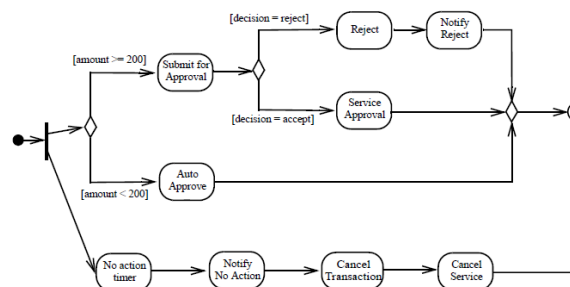 [decision = reject]
Reject
Notify
Reject
[amount >= 200]
Submit for
Approval
[decision = accept]
Service
Approval
[amount < 200]
Auto
Approve
No action
timer
Notify
No Action
Cancel
Transaction
Cancel
Service